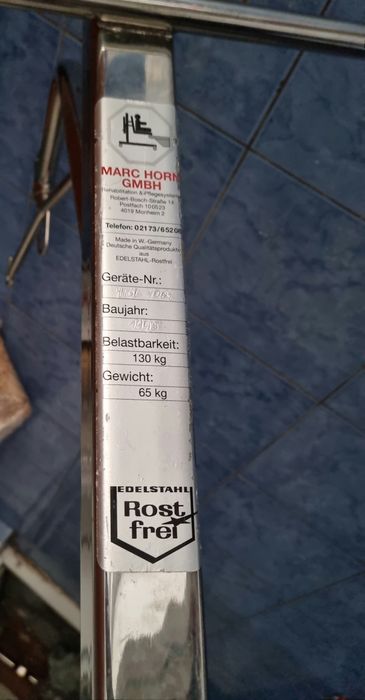 MARC HORN
GMBH
Rehabilitation & Pflegesysteme
Robert-Bosch-Straße 14
Postfach 100523
4019 Monheim 2
Telefon: 02173/65208
Made in W.-Germany
Deutsche Qualitätsprodukte
aus
EDELSTAHL-Rostfrei
Geräte-Nr.:
Baujahr:
Belastbarkeit:
130 kg
Gewicht:
65 kg
EDELSTAHL
Rost
frei